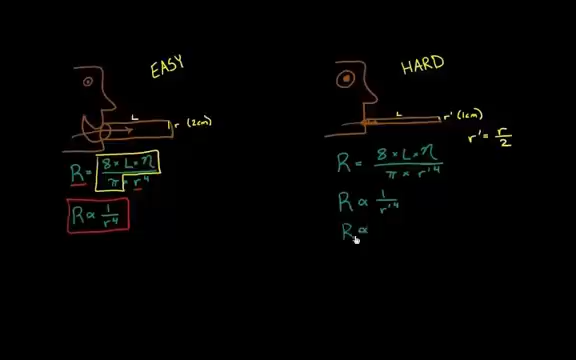 EASY
L
r (2cm)
R = 8 × L × η / π × r⁴
R ∝ 1 / r⁴
HARD
L
r' (1cm)
r' = r / 2
R = 8 × L × η / π × r'⁴
R ∝ 1 / r'⁴
R ∝